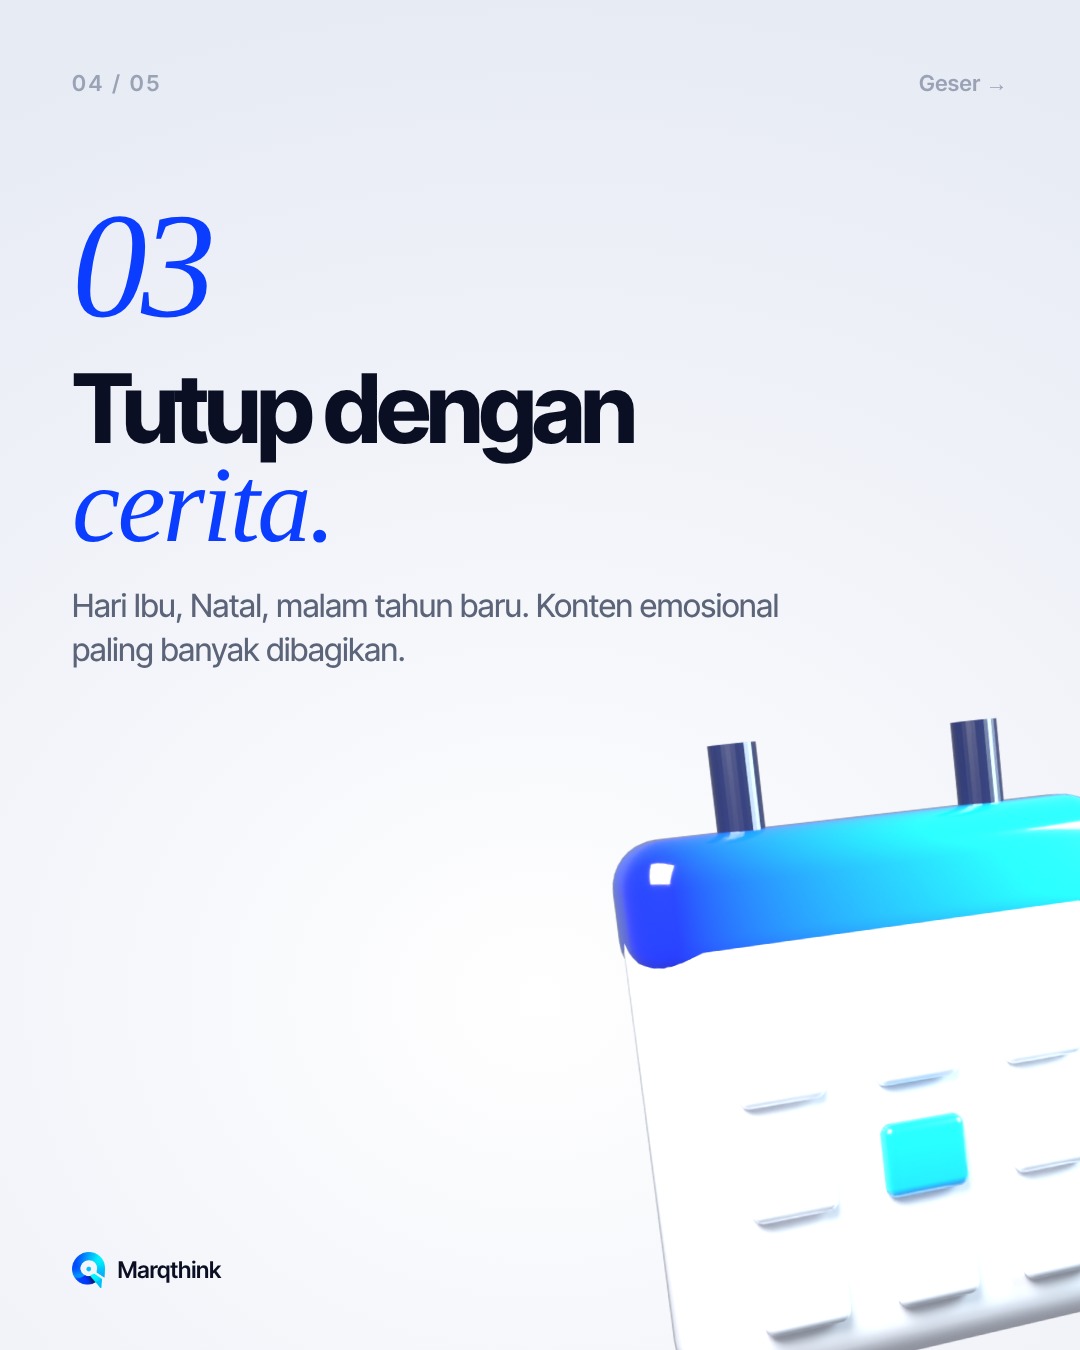 04 / 05
Geser →
03
Tutup dengan
cerita.
Hari Ibu, Natal, malam tahun baru. Konten emosional
paling banyak dibagikan.
Marqthink